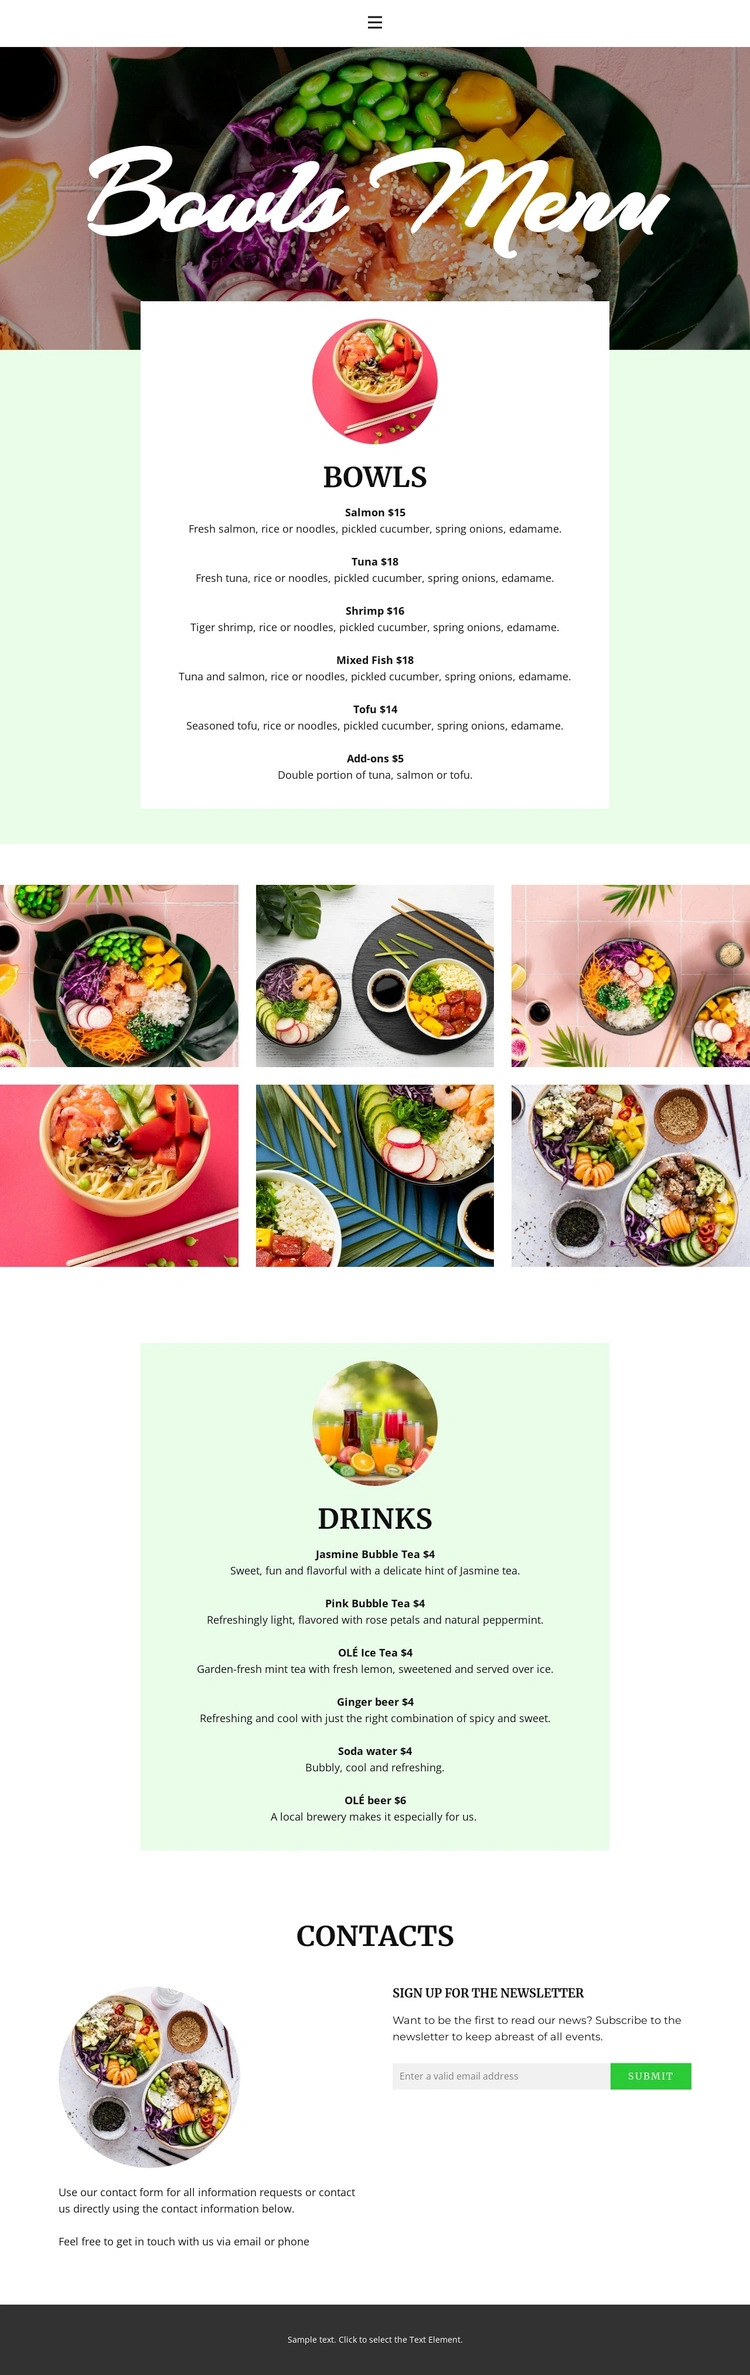 Bowls Menu
BOWLS
Salmon $15
Fresh salmon, rice or noodles, pickled cucumber, spring onions, edamame.
Tuna $18
Fresh tuna, rice or noodles, pickled cucumber, spring onions, edamame.
Shrimp $16
Tiger shrimp, rice or noodles, pickled cucumber, spring onions, edamame.
Mixed Fish $18
Tuna and salmon, rice or noodles, pickled cucumber, spring onions, edamame.
Tofu $14
Seasoned tofu, rice or noodles, pickled cucumber, spring onions, edamame.
Add-ons $5
Double portion of tuna, salmon or tofu.
DRINKS
Jasmine Bubble Tea $4
Sweet, fun and flavorful with a delicate hint of Jasmine tea.
Pink Bubble Tea $4
Refreshingly light, flavored with rose petals and natural peppermint.
OLÉ Ice Tea $4
Garden-fresh mint tea with fresh lemon, sweetened and served over ice.
Ginger beer $4
Refreshing and cool with just the right combination of spicy and sweet.
Soda water $4
Bubbly, cool and refreshing.
OLÉ beer $6
A local brewery makes it especially for us.
CONTACTS
Use our contact form for all information requests or contact
us directly using the contact information below.
Feel free to get in touch with us via email or phone
SIGN UP FOR THE NEWSLETTER
Want to be the first to read our news? Subscribe to the
newsletter to keep abreast of all events.
Enter a valid email address
SUBMIT
Sample text. Click to select the Text Element.